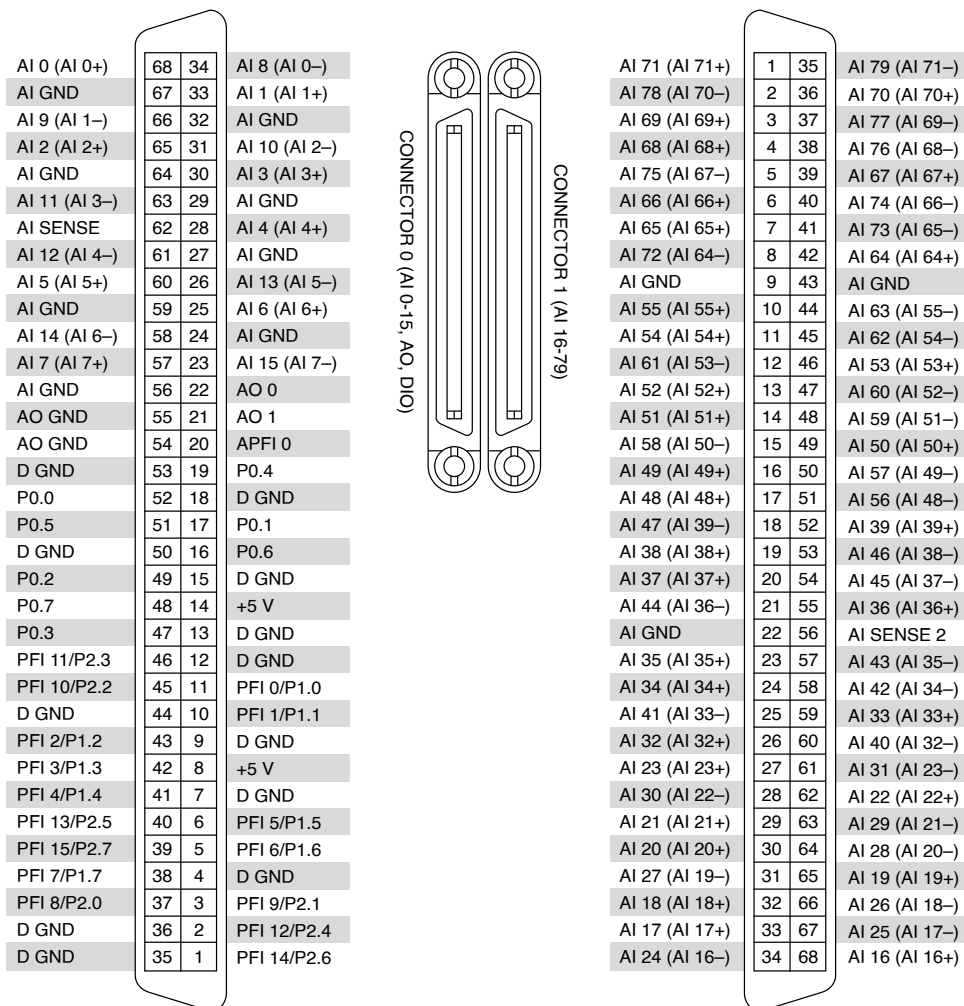 AI 0 (AI 0+) 68 34 AI 8 (AI 0–)
AI GND 67 33 AI 1 (AI 1+)
AI 9 (AI 1–) 66 32 AI GND
AI 2 (AI 2+) 65 31 AI 10 (AI 2–)
AI GND 64 30 AI 3 (AI 3+)
AI 11 (AI 3–) 63 29 AI GND
AI SENSE 62 28 AI 4 (AI 4+)
AI 12 (AI 4–) 61 27 AI GND
AI 5 (AI 5+) 60 26 AI 13 (AI 5–)
AI GND 59 25 AI 6 (AI 6+)
AI 14 (AI 6–) 58 24 AI GND
AI 7 (AI 7+) 57 23 AI 15 (AI 7–)
AI GND 56 22 AO 0
AO GND 55 21 AO 1
AO GND 54 20 APFI 0
D GND 53 19 P0.4
P0.0 52 18 D GND
P0.5 51 17 P0.1
D GND 50 16 P0.6
P0.2 49 15 D GND
P0.7 48 14 +5 V
P0.3 47 13 D GND
PFI 11/P2.3 46 12 D GND
PFI 10/P2.2 45 11 PFI 0/P1.0
D GND 44 10 PFI 1/P1.1
PFI 2/P1.2 43 9 D GND
PFI 3/P1.3 42 8 +5 V
PFI 4/P1.4 41 7 D GND
PFI 13/P2.5 40 6 PFI 5/P1.5
PFI 15/P2.7 39 5 PFI 6/P1.6
PFI 7/P1.7 38 4 D GND
PFI 8/P2.0 37 3 PFI 9/P2.1
D GND 36 2 PFI 12/P2.4
D GND 35 1 PFI 14/P2.6
CONNECTOR 0 (AI 0-15, AO, DIO)
CONNECTOR 1 (AI 16-79)
AI 71 (AI 71+) 1 35 AI 79 (AI 71–)
AI 78 (AI 70–) 2 36 AI 70 (AI 70+)
AI 69 (AI 69+) 3 37 AI 77 (AI 69–)
AI 68 (AI 68+) 4 38 AI 76 (AI 68–)
AI 75 (AI 67–) 5 39 AI 67 (AI 67+)
AI 66 (AI 66+) 6 40 AI 74 (AI 66–)
AI 65 (AI 65+) 7 41 AI 73 (AI 65–)
AI 72 (AI 64–) 8 42 AI 64 (AI 64+)
AI GND 9 43 AI GND
AI 55 (AI 55+) 10 44 AI 63 (AI 55–)
AI 54 (AI 54+) 11 45 AI 62 (AI 54–)
AI 61 (AI 53–) 12 46 AI 53 (AI 53+)
AI 52 (AI 52+) 13 47 AI 60 (AI 52–)
AI 51 (AI 51+) 14 48 AI 59 (AI 51–)
AI 58 (AI 50–) 15 49 AI 50 (AI 50+)
AI 49 (AI 49+) 16 50 AI 57 (AI 49–)
AI 48 (AI 48+) 17 51 AI 56 (AI 48–)
AI 47 (AI 39–) 18 52 AI 39 (AI 39+)
AI 38 (AI 38+) 19 53 AI 46 (AI 38–)
AI 37 (AI 37+) 20 54 AI 45 (AI 37–)
AI 44 (AI 36–) 21 55 AI 36 (AI 36+)
AI GND 22 56 AI SENSE 2
AI 35 (AI 35+) 23 57 AI 43 (AI 35–)
AI 34 (AI 34+) 24 58 AI 42 (AI 34–)
AI 41 (AI 33–) 25 59 AI 33 (AI 33+)
AI 32 (AI 32+) 26 60 AI 40 (AI 32–)
AI 23 (AI 23+) 27 61 AI 31 (AI 23–)
AI 30 (AI 22–) 28 62 AI 22 (AI 22+)
AI 21 (AI 21+) 29 63 AI 29 (AI 21–)
AI 20 (AI 20+) 30 64 AI 28 (AI 20–)
AI 27 (AI 19–) 31 65 AI 19 (AI 19+)
AI 18 (AI 18+) 32 66 AI 26 (AI 18–)
AI 17 (AI 17+) 33 67 AI 25 (AI 17–)
AI 24 (AI 16–) 34 68 AI 16 (AI 16+)